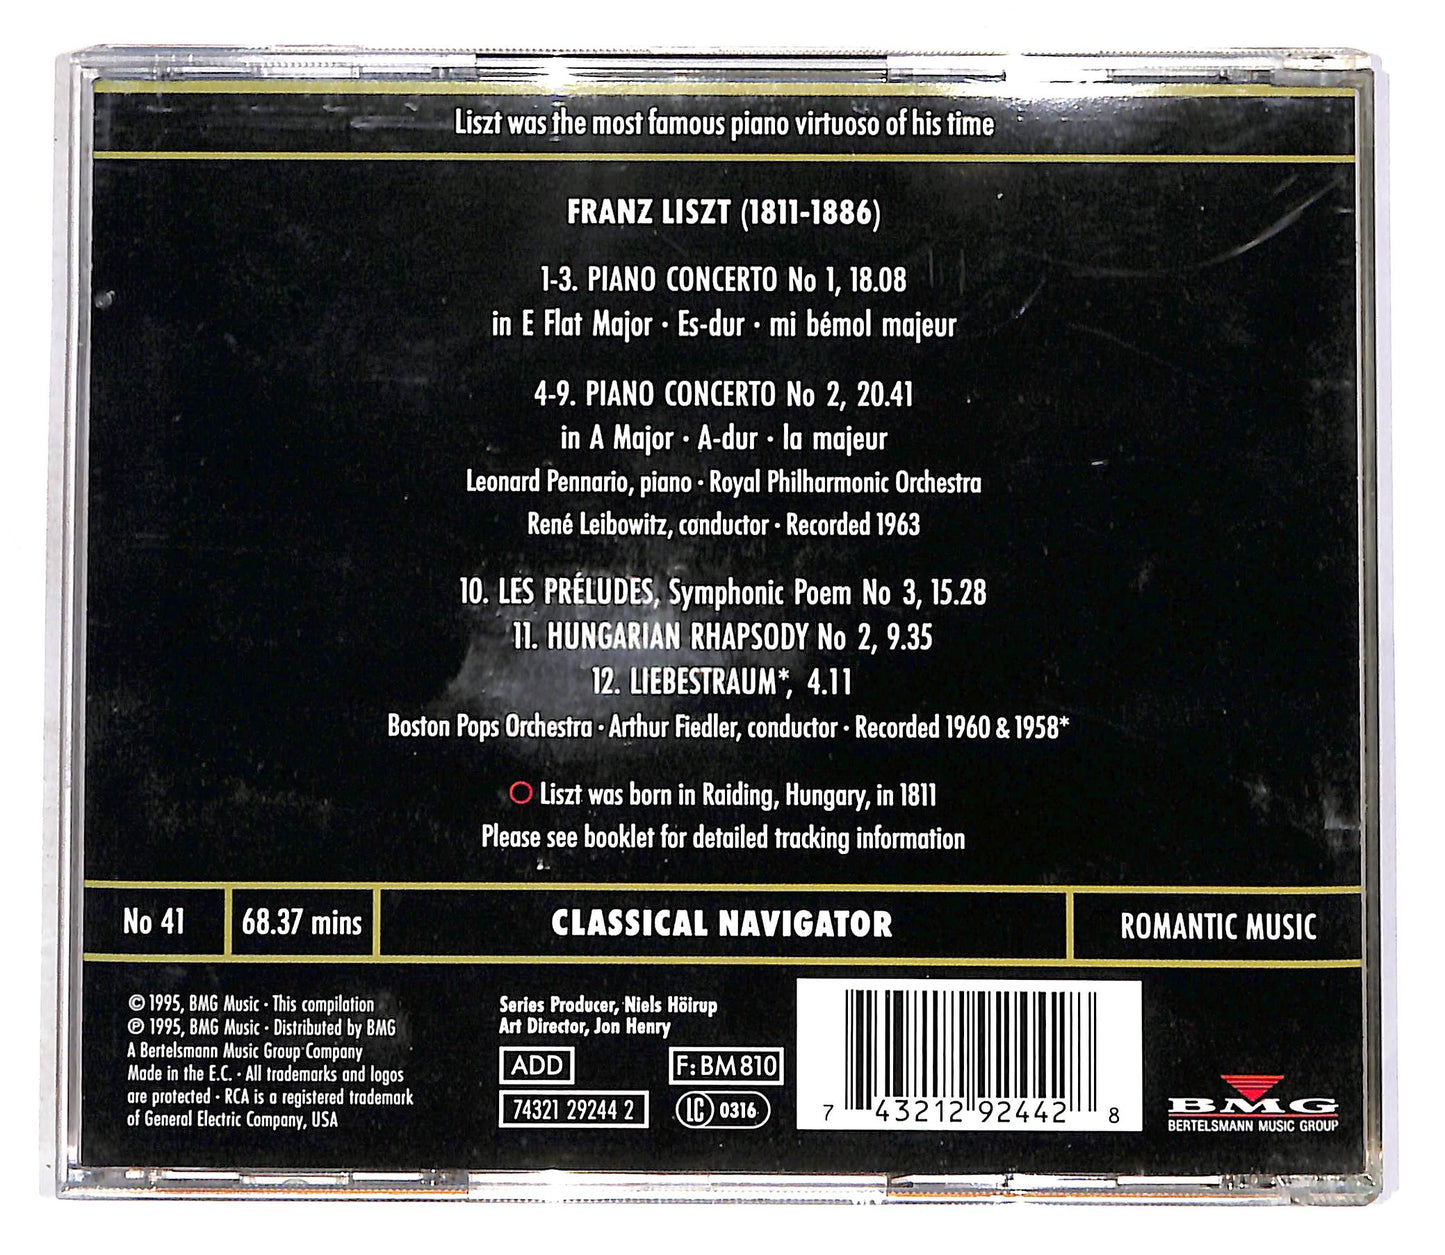 Liszt was the most famous piano virtuoso of his time
FRANZ LISZT (1811-1886)
1-3. PIANO CONCERTO No 1, 18.08
in E Flat Major · Es-dur · mi bémol majeur
4-9. PIANO CONCERTO No 2, 20.41
in A Major · A-dur · la majeur
Leonard Pennario, piano · Royal Philharmonic Orchestra
René Leibowitz, conductor · Recorded 1963
10. LES PRÉLUDES, Symphonic Poem No 3, 15.28
11. HUNGARIAN RHAPSODY No 2, 9.35
12. LIEBESTRAUM*, 4.11
Boston Pops Orchestra · Arthur Fiedler, conductor · Recorded 1960 & 1958*
Liszt was born in Raiding, Hungary, in 1811
Please see booklet for detailed tracking information
No 41
68.37 mins
CLASSICAL NAVIGATOR
ROMANTIC MUSIC
© 1995, BMG Music · This compilation
℗ 1995, BMG Music · Distributed by BMG
A Bertelsmann Music Group Company
Made in the E.C. · All trademarks and logos
are protected · RCA is a registered trademark
of General Electric Company, USA
Series Producer, Niels Höirup
Art Director, Jon Henry
ADD
F: BM 810
74321 29244 2
LC 0316
7 43212 92442 8
BMG
BERTELSMANN MUSIC GROUP